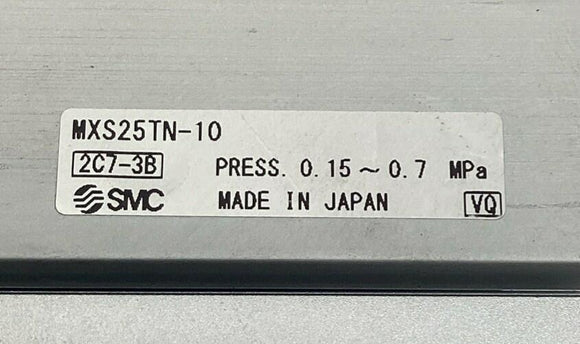 MXS25TN-10
2C7-3B PRESS. 0.15～0.7 MPa
SMC MADE IN JAPAN VQ